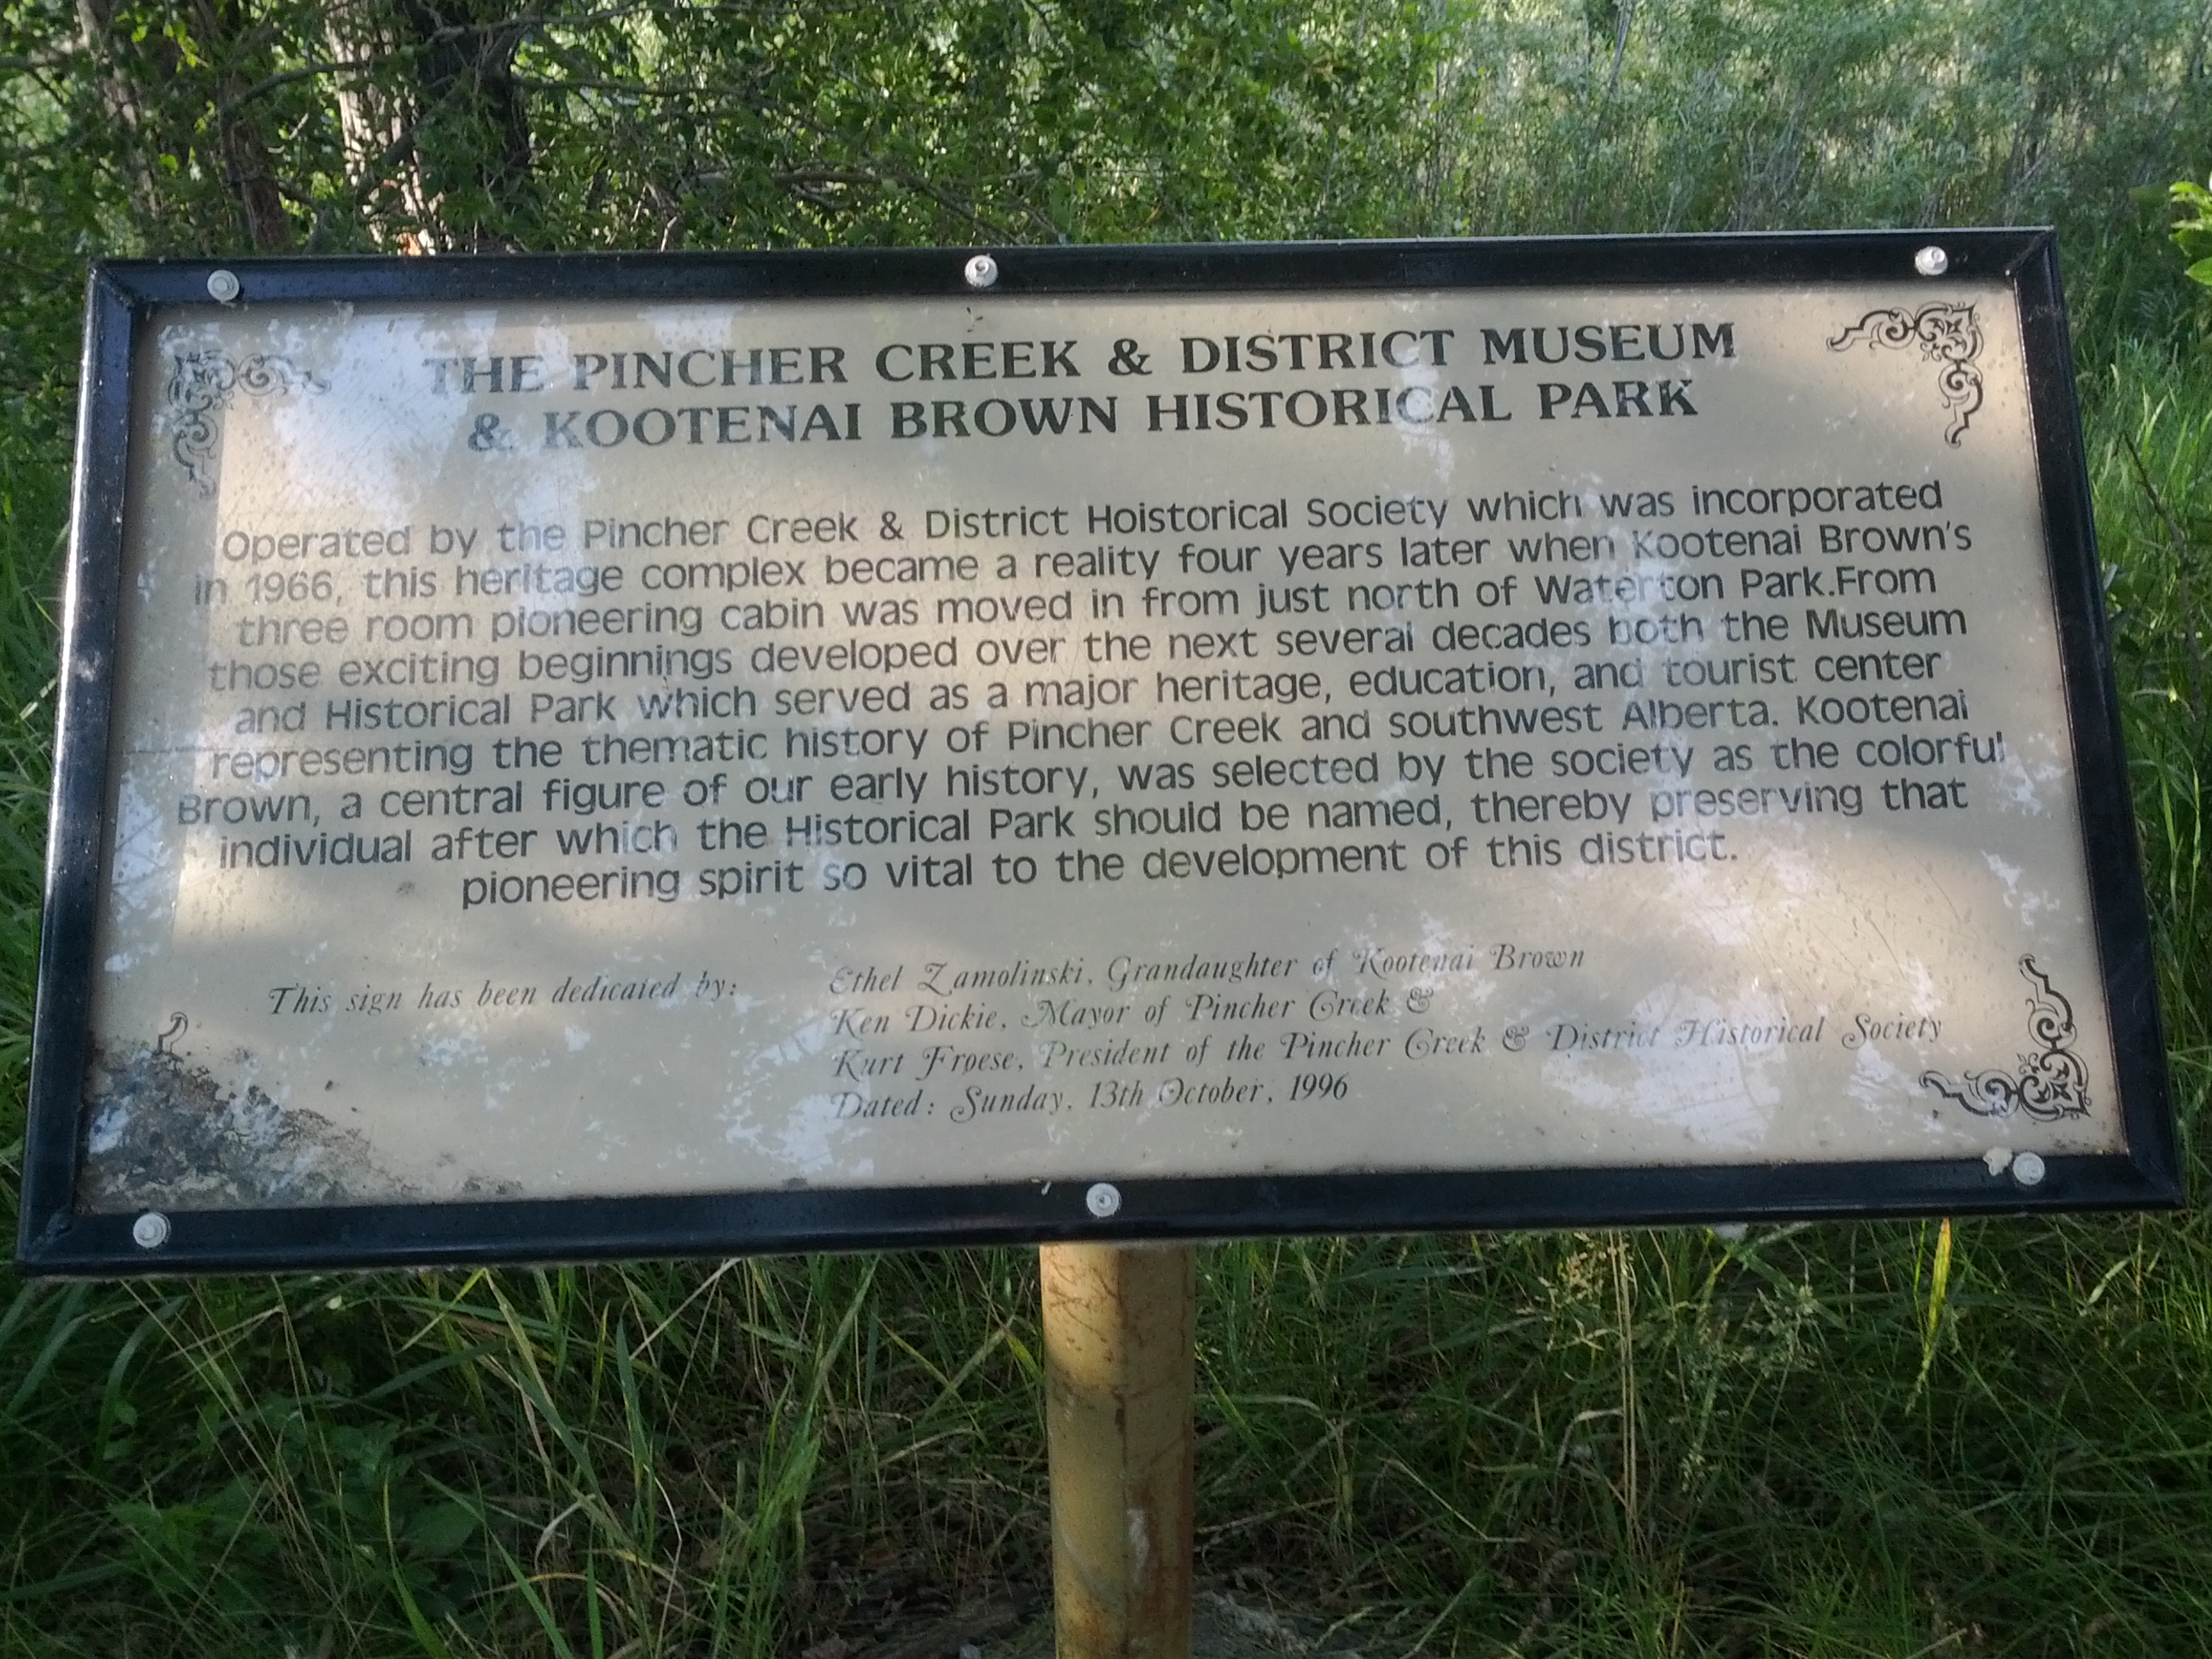 THE PINCHER CREEK & DISTRICT MUSEUM
& KOOTENAI BROWN HISTORICAL PARK
Operated by the Pincher Creek & District Hoistorical Society which was incorporated
in 1966, this heritage complex became a reality four years later when Kootenai Brown's
three room pioneering cabin was moved in from just north of Waterton Park.From
those exciting beginnings developed over the next several decades both the Museum
and Historical Park which served as a major heritage, education, and tourist center
representing the thematic history of Pincher Creek and southwest Alberta. Kootenai
Brown, a central figure of our early history, was selected by the society as the colorful
individual after which the Historical Park should be named, thereby preserving that
pioneering spirit so vital to the development of this district.
This sign has been dedicated by: Ethel Zamolinski, Grandaughter of Kootenai Brown
Ken Dickie, Mayor of Pincher Creek &
Kurt Froese, President of the Pincher Creek & District Historical Society
Dated: Sunday, 13th October, 1996